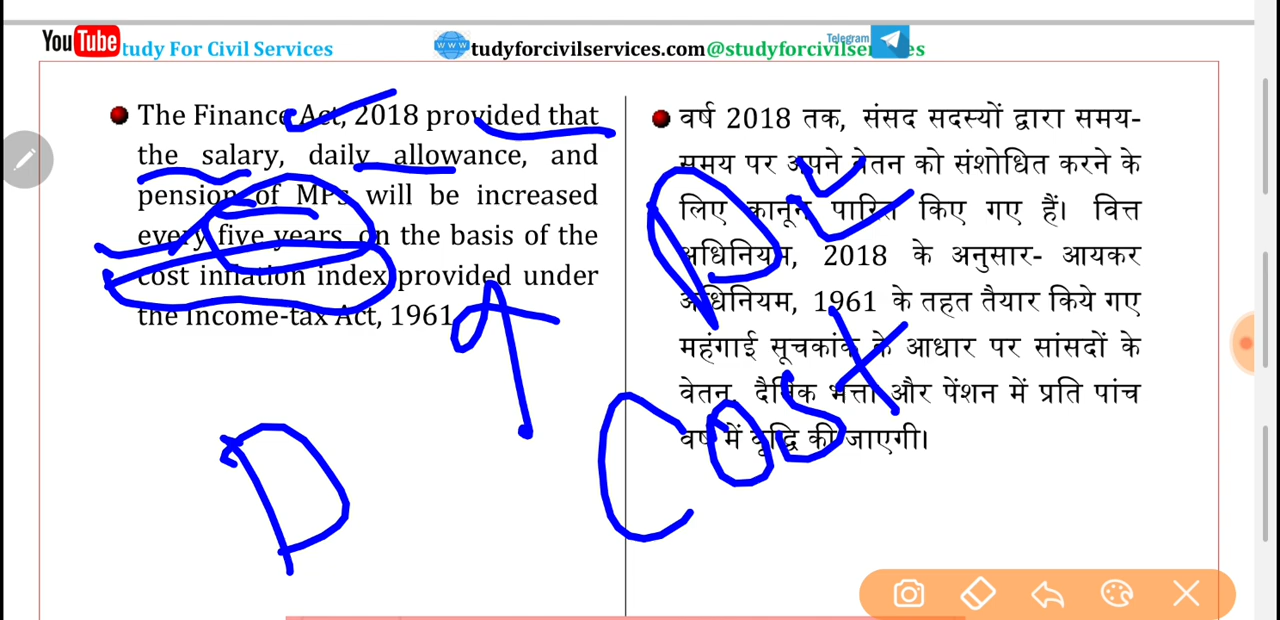 YouTube tudy For Civil Services
www tudyforcivilservices.com @studyforcivilservices Telegram
The Finance Act, 2018 provided that
the salary, daily allowance, and
pension of MPs will be increased
every five years, on the basis of the
cost inflation index provided under
the Income-tax Act, 1961.
वर्ष 2018 तक, संसद सदस्यों द्वारा समय-
समय पर अपने वेतन को संशोधित करने के
लिए कानून पारित किए गए हैं। वित्त
अधिनियम, 2018 के अनुसार- आयकर
अधिनियम, 1961 के तहत तैयार किये गए
महंगाई सूचकांक के आधार पर सांसदों के
वेतन, दैनिक भत्ता और पेंशन में प्रति पांच
वर्ष में वृद्धि की जाएगी।
D
Cost